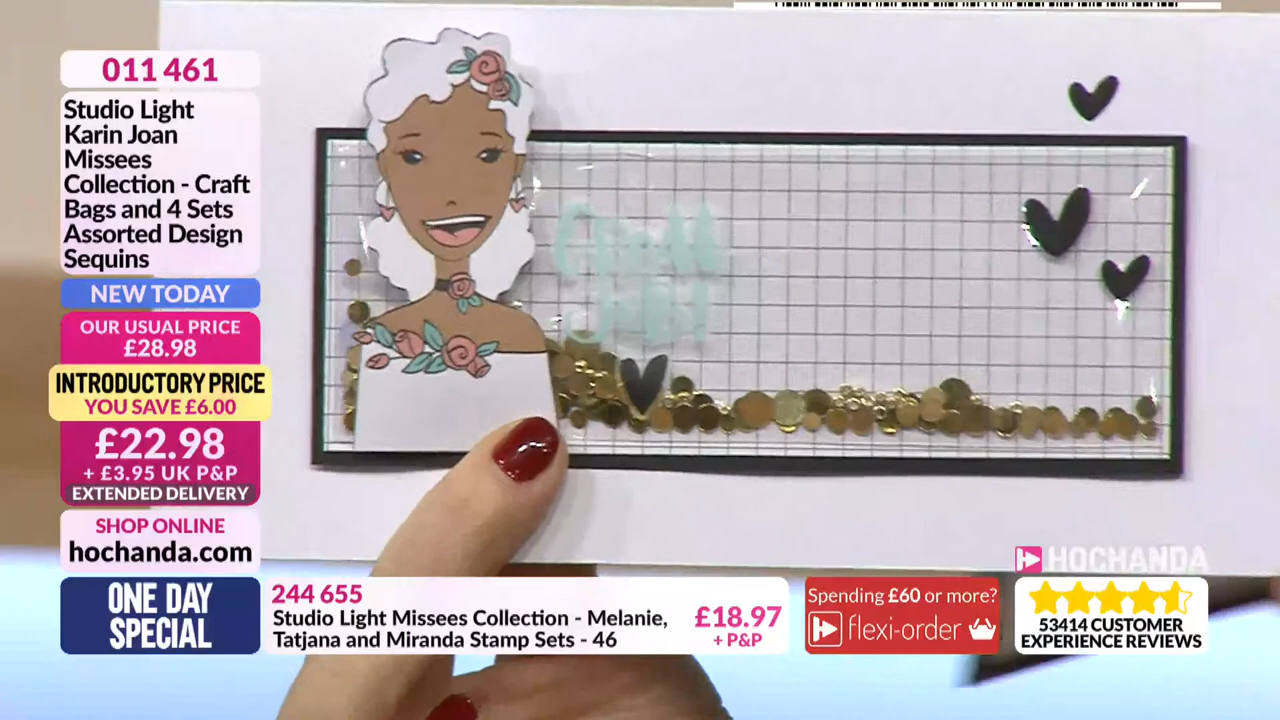 011 461
Studio Light
Karin Joan
Missees
Collection - Craft
Bags and 4 Sets
Assorted Design
Sequins
NEW TODAY
OUR USUAL PRICE
£28.98
INTRODUCTORY PRICE
YOU SAVE £6.00
£22.98
+ £3.95 UK P&P
EXTENDED DELIVERY
SHOP ONLINE
hochanda.com
HOCHANDA
ONE DAY
SPECIAL
244 655
Studio Light Missees Collection - Melanie,
Tatjana and Miranda Stamp Sets - 46
£18.97
+ P&P
Spending £60 or more?
flexi-order
53414 CUSTOMER
EXPERIENCE REVIEWS